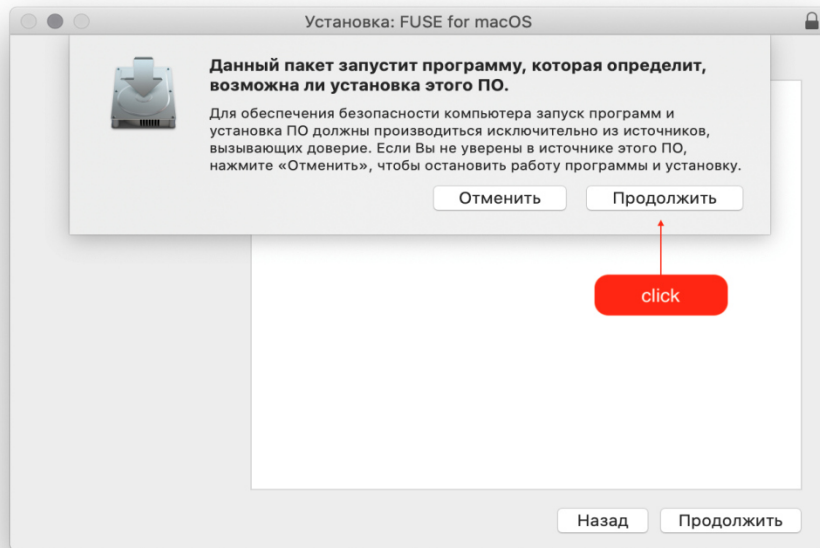 Установка: FUSE for macOS
Данный пакет запустит программу, которая определит,
возможна ли установка этого ПО.
Для обеспечения безопасности компьютера запуск программ и
установка ПО должны производиться исключительно из источников,
вызывающих доверие. Если Вы не уверены в источнике этого ПО,
нажмите «Отменить», чтобы остановить работу программы и установку.
Отменить Продолжить
click
Назад Продолжить